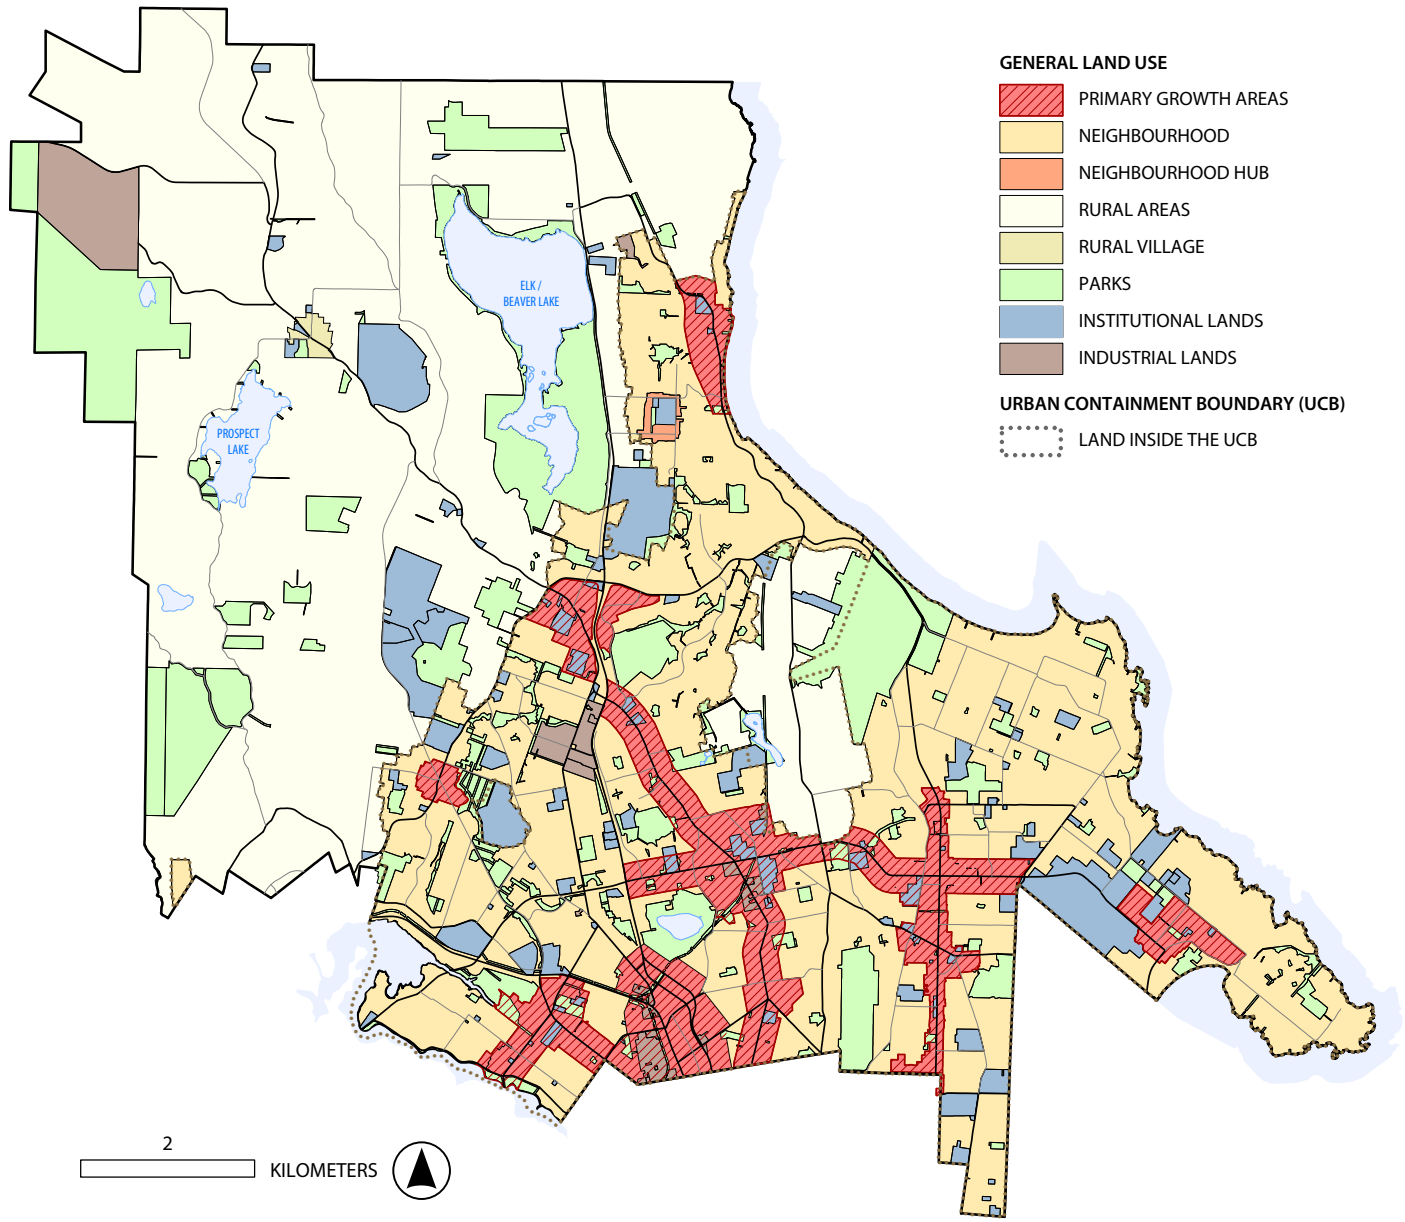 GENERAL LAND USE
PRIMARY GROWTH AREAS
NEIGHBOURHOOD
NEIGHBOURHOOD HUB
RURAL AREAS
RURAL VILLAGE
PARKS
INSTITUTIONAL LANDS
INDUSTRIAL LANDS
URBAN CONTAINMENT BOUNDARY (UCB)
LAND INSIDE THE UCB
ELK /
BEAVER LAKE
PROSPECT
LAKE
2
KILOMETERS